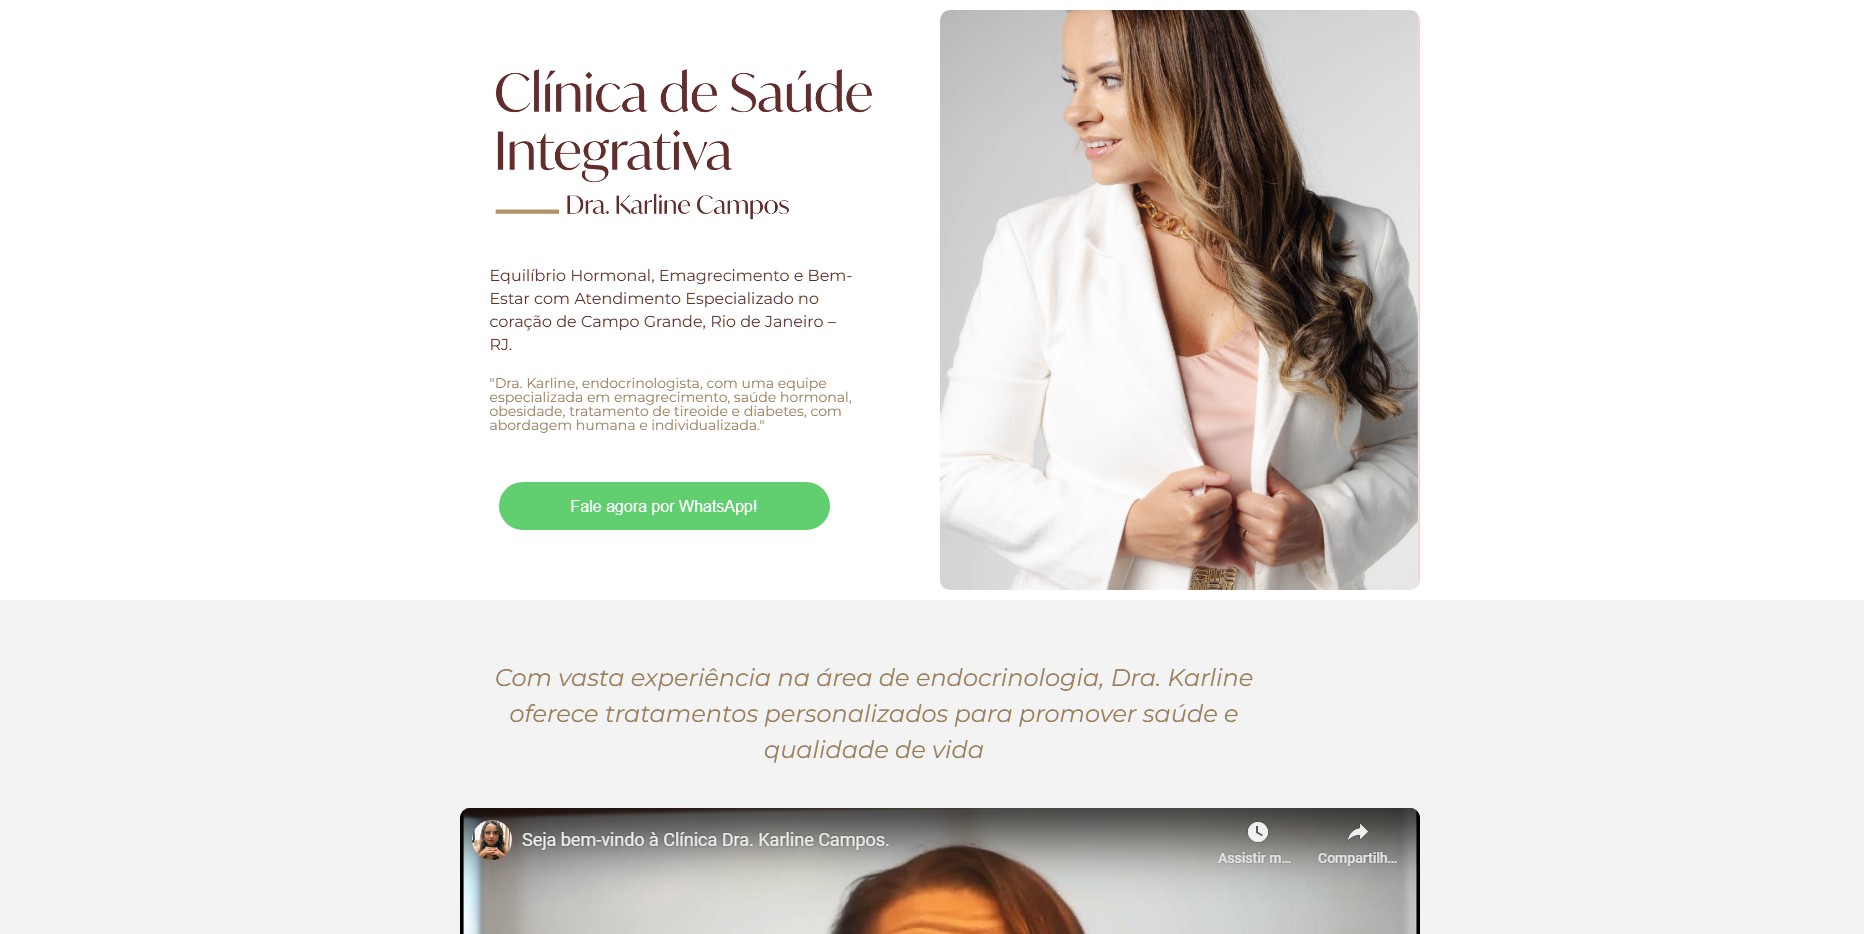 Clínica de Saúde
Integrativa
Dra. Karline Campos
Equilíbrio Hormonal, Emagrecimento e Bem-
Estar com Atendimento Especializado no
coração de Campo Grande, Rio de Janeiro –
RJ.
"Dra. Karline, endocrinologista, com uma equipe
especializada em emagrecimento, saúde hormonal,
obesidade, tratamento de tireoide e diabetes, com
abordagem humana e individualizada."
Fale agora por WhatsApp!
Com vasta experiência na área de endocrinologia, Dra. Karline
oferece tratamentos personalizados para promover saúde e
qualidade de vida
Seja bem-vindo à Clínica Dra. Karline Campos.
Assistir m...
Compartilh...